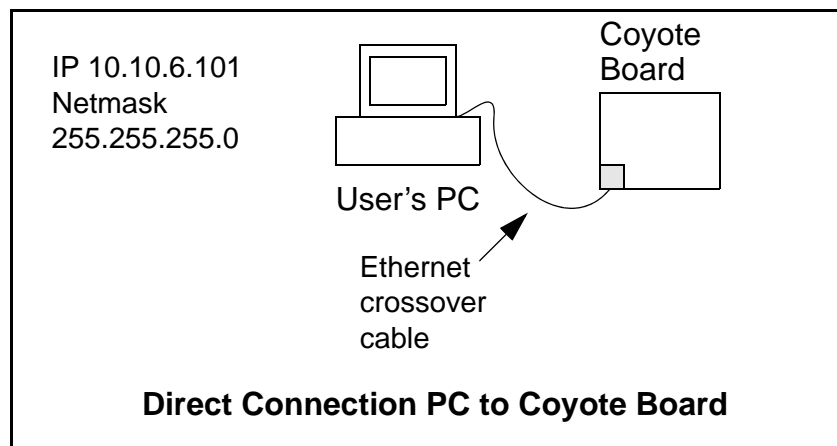 IP 10.10.6.101
Netmask
255.255.255.0
User’s PC
Coyote
Board
Ethernet
crossover
cable
Direct Connection PC to Coyote Board